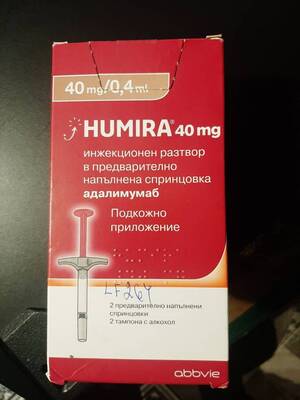 40 mg/0,4 ml
HUMIRA® 40 mg
инжекционен разтвор
в предварително
напълнена спринцовка
адалимумаб
Подкожно
приложение
LF264
2 предварително напълнени
спринцовки
2 тампона с алкохол
abbvie